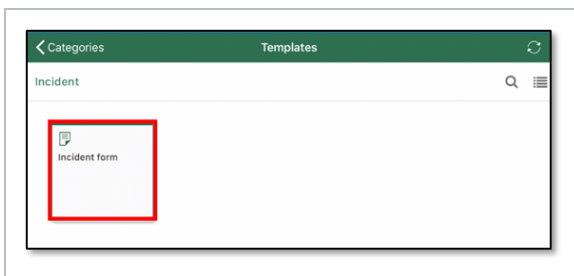 Categories
Templates
Incident
Incident form